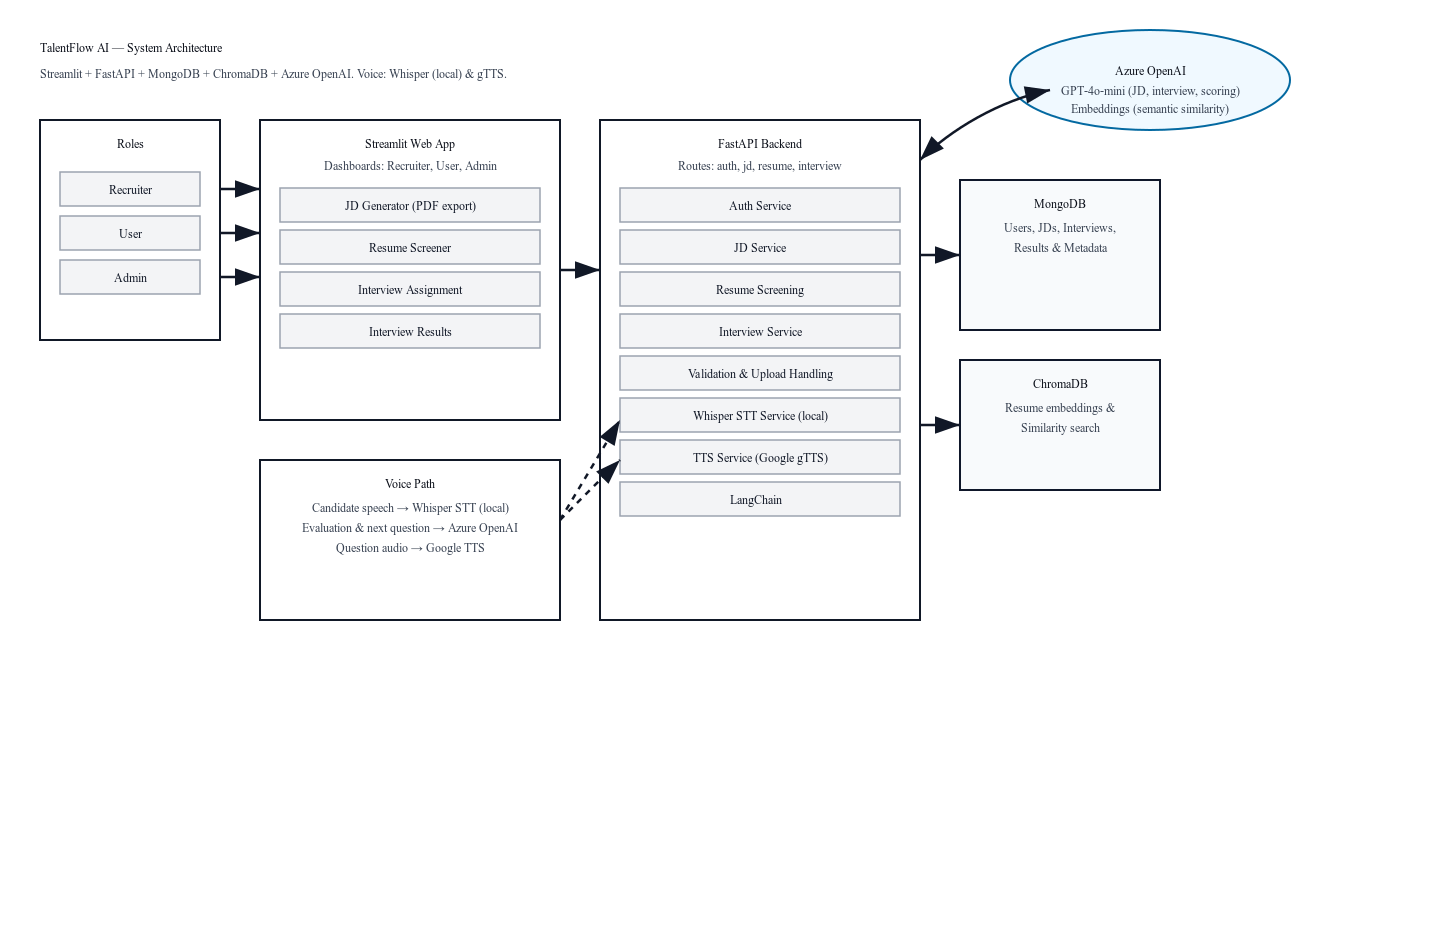 TalentFlow AI — System Architecture
Streamlit + FastAPI + MongoDB + ChromaDB + Azure OpenAI. Voice: Whisper (local) & gTTS.
Roles
Recruiter
User
Admin
Streamlit Web App
Dashboards: Recruiter, User, Admin
JD Generator (PDF export)
Resume Screener
Interview Assignment
Interview Results
Voice Path
Candidate speech → Whisper STT (local)
Evaluation & next question → Azure OpenAI
Question audio → Google TTS
FastAPI Backend
Routes: auth, jd, resume, interview
Auth Service
JD Service
Resume Screening
Interview Service
Validation & Upload Handling
Whisper STT Service (local)
TTS Service (Google gTTS)
LangChain
Azure OpenAI
GPT-4o-mini (JD, interview, scoring)
Embeddings (semantic similarity)
MongoDB
Users, JDs, Interviews,
Results & Metadata
ChromaDB
Resume embeddings &
Similarity search